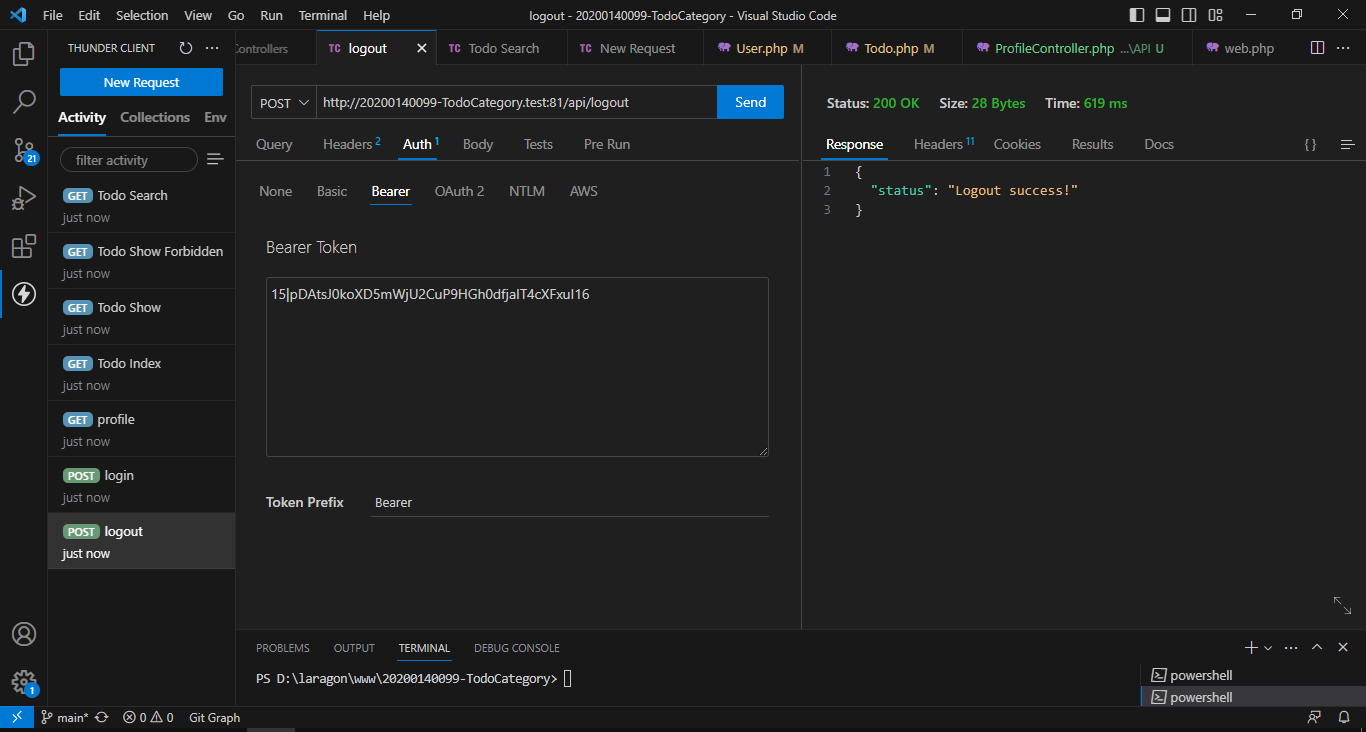 File Edit Selection View Go Run Terminal Help
logout - 20200140099-TodoCategory - Visual Studio Code
THUNDER CLIENT
New Request
Activity Collections Env
filter activity
GET Todo Search
just now
GET Todo Show Forbidden
just now
GET Todo Show
just now
GET Todo Index
just now
GET profile
just now
POST login
just now
POST logout
just now
21
1
Controllers
TC logout
TC Todo Search
TC New Request
User.php M
Todo.php M
ProfileController.php ...\API U
web.php
POST http://20200140099-TodoCategory.test:81/api/logout Send
Query Headers 2 Auth 1 Body Tests Pre Run
None Basic Bearer OAuth 2 NTLM AWS
Bearer Token
15|pDAtsJ0koXD5mWjU2CuP9HGh0dfjaIT4cXFxuI16
Token Prefix Bearer
Status: 200 OK Size: 28 Bytes Time: 619 ms
Response Headers 11 Cookies Results Docs { }
1 {
2 "status": "Logout success!"
3 }
PROBLEMS OUTPUT TERMINAL DEBUG CONSOLE
PS D:\laragon\www\20200140099-TodoCategory>
powershell
powershell
main* 0 0 Git Graph